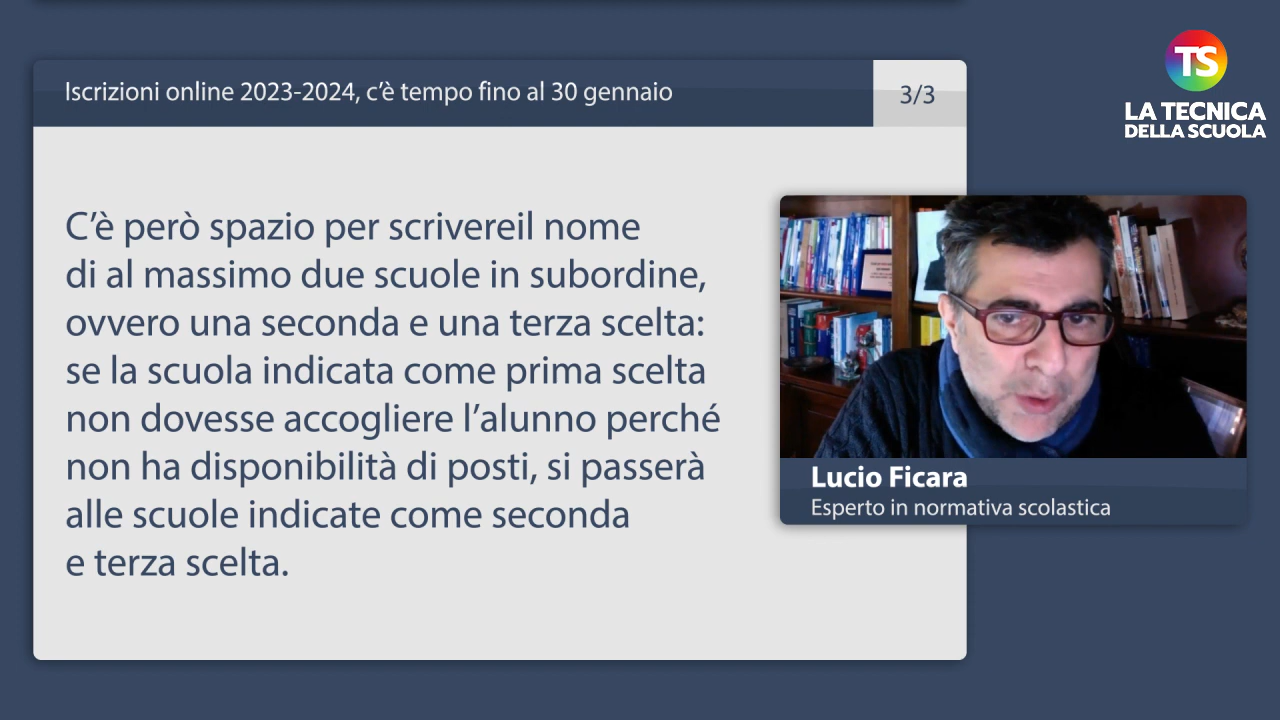 Iscrizioni online 2023-2024, c'è tempo fino al 30 gennaio
3/3
TS
LA TECNICA
DELLA SCUOLA
C'è però spazio per scrivereil nome
di al massimo due scuole in subordine,
ovvero una seconda e una terza scelta:
se la scuola indicata come prima scelta
non dovesse accogliere l'alunno perché
non ha disponibilità di posti, si passerà
alle scuole indicate come seconda
e terza scelta.
Lucio Ficara
Esperto in normativa scolastica